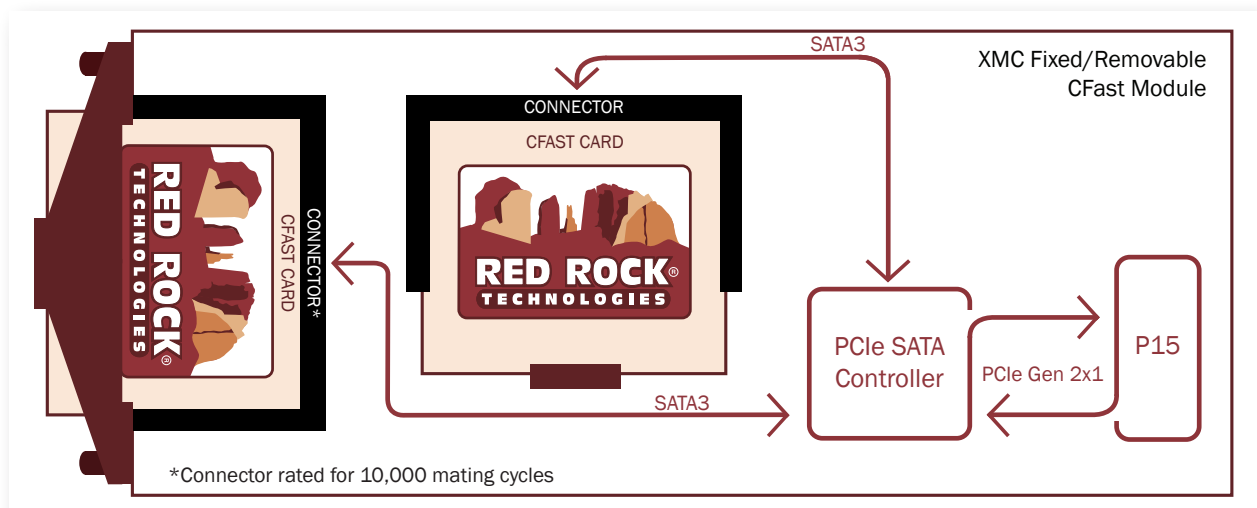 SATA3
XMC Fixed/Removable
CFast Module
CONNECTOR
CFAST CARD
RED ROCK®
TECHNOLOGIES
CONNECTOR*
CFAST CARD
RED ROCK®
TECHNOLOGIES
PCIe SATA
Controller
PCIe Gen 2x1
P15
SATA3
*Connector rated for 10,000 mating cycles